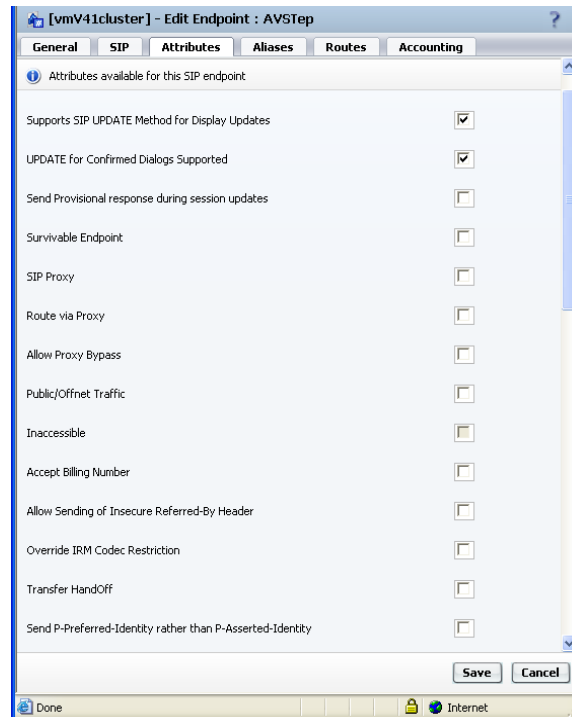 [vmV41cluster] - Edit Endpoint : AVSTep ?
General SIP Attributes Aliases Routes Accounting
Attributes available for this SIP endpoint
Supports SIP UPDATE Method for Display Updates
UPDATE for Confirmed Dialogs Supported
Send Provisional response during session updates
Survivable Endpoint
SIP Proxy
Route via Proxy
Allow Proxy Bypass
Public/Offnet Traffic
Inaccessible
Accept Billing Number
Allow Sending of Insecure Referred-By Header
Override IRM Codec Restriction
Transfer HandOff
Send P-Preferred-Identity rather than P-Asserted-Identity
Save Cancel
Done Internet